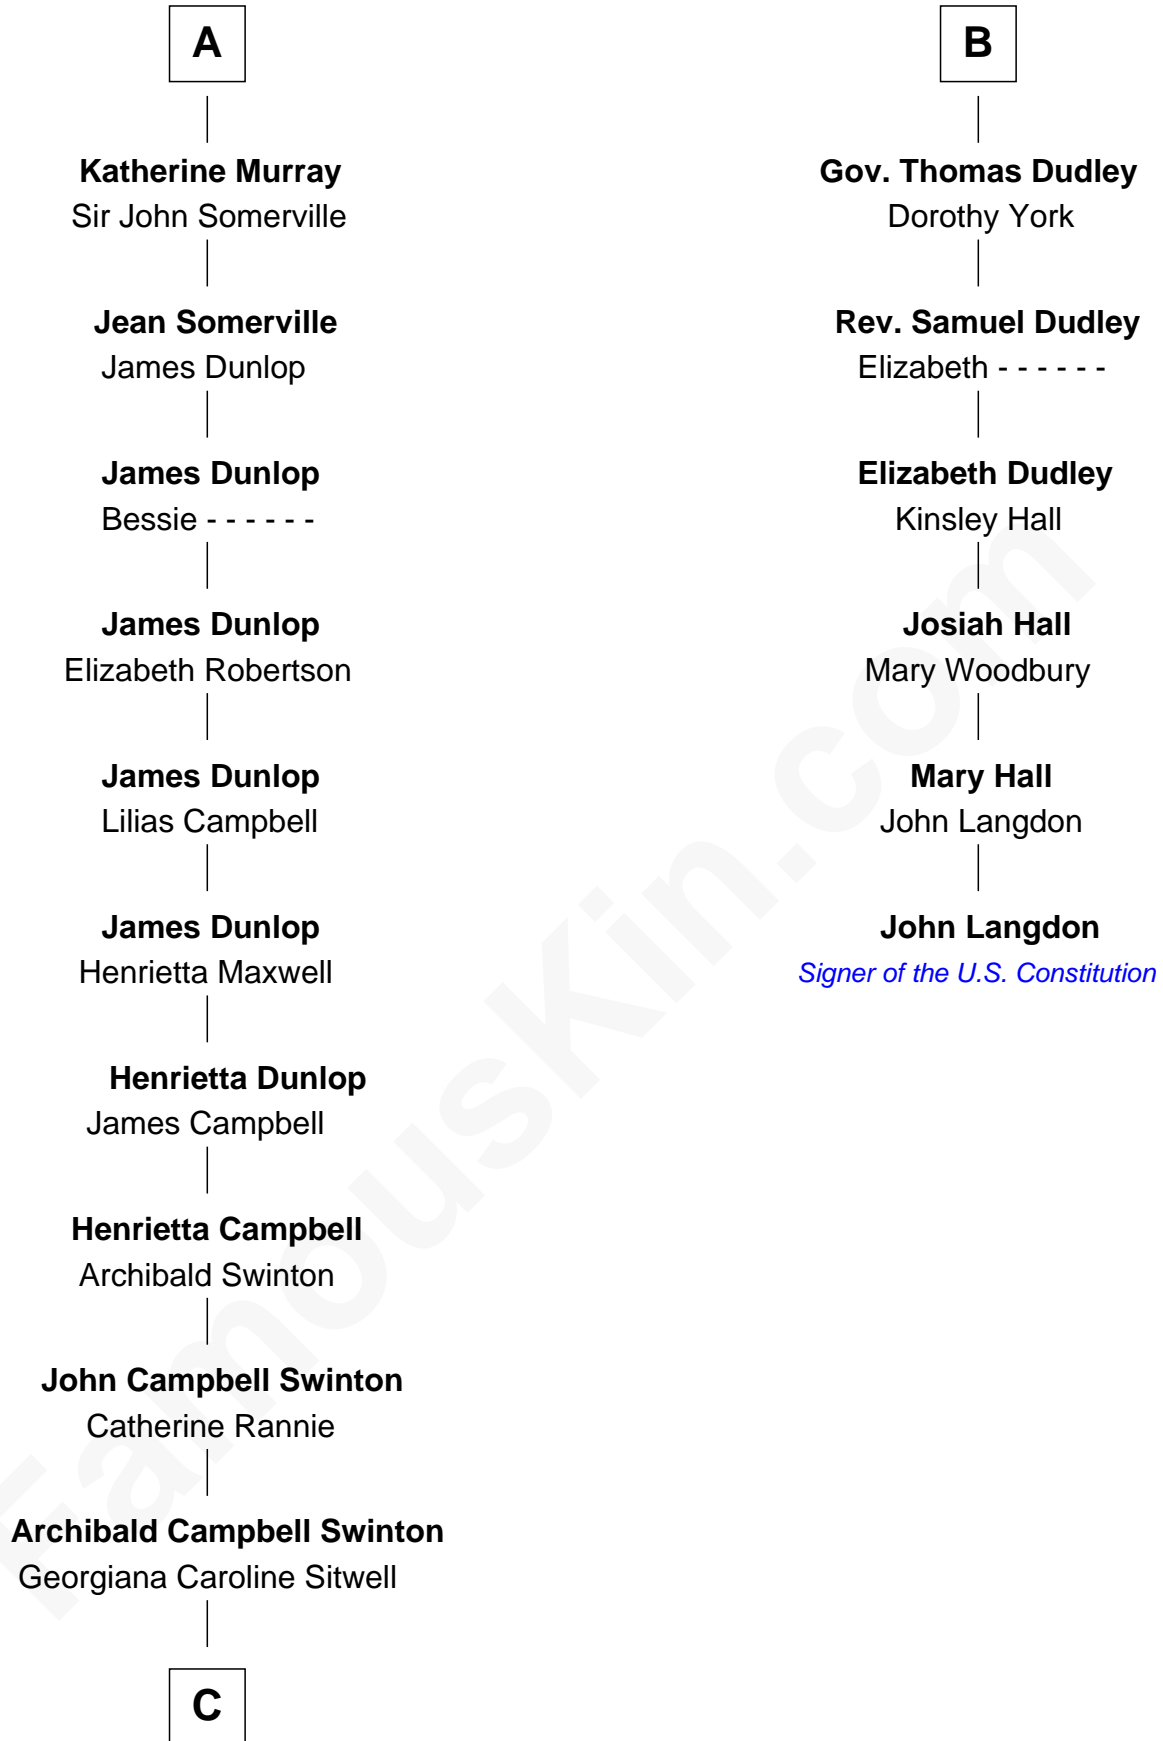 A
Katherine Murray
Sir John Somerville
Jean Somerville
James Dunlop
James Dunlop
Bessie - - - - - -
James Dunlop
Elizabeth Robertson
James Dunlop
Lilias Campbell
James Dunlop
Henrietta Maxwell
Henrietta Dunlop
James Campbell
Henrietta Campbell
Archibald Swinton
John Campbell Swinton
Catherine Rannie
Archibald Campbell Swinton
Georgiana Caroline Sitwell
C
B
Gov. Thomas Dudley
Dorothy York
Rev. Samuel Dudley
Elizabeth - - - - - -
Elizabeth Dudley
Kinsley Hall
Josiah Hall
Mary Woodbury
Mary Hall
John Langdon
John Langdon
Signer of the U.S. Constitution
FamousKin.com